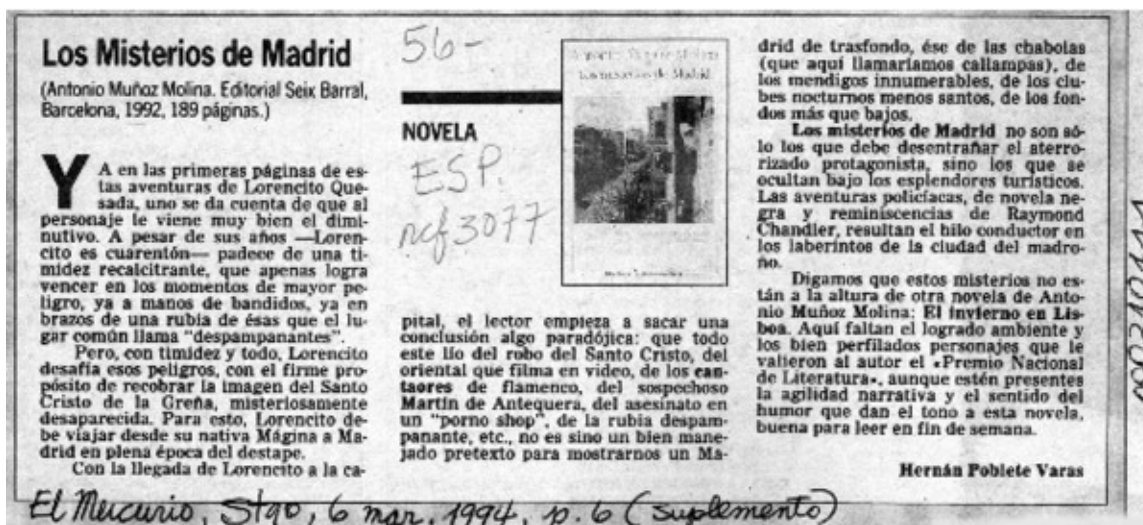 Los Misterios de Madrid
(Antonio Muñoz Molina. Editorial Seix Barral,
Barcelona, 1992, 189 páginas.)
YA en las primeras páginas de es-
tas aventuras de Lorencito Que-
sada, uno se da cuenta de que al
personaje le viene muy bien el dimi-
nutivo. A pesar de sus años —Loren-
cito es cuarentón— padece de una ti-
midez recalcitrante, que apenas logra
vencer en los momentos de mayor pe-
ligro, ya a manos de bandidos, ya en
brazos de una rubia de ésas que el lu-
gar común llama "despampanantes".
Pero, con timidez y todo, Lorencito
desafía esos peligros, con el firme pro-
pósito de recobrar la imagen del Santo
Cristo de la Greña, misteriosamente
desaparecida. Para esto, Lorencito de-
be viajar desde su nativa Mágina a Ma-
drid en plena época del destape.
Con la llegada de Lorencito a la ca-
56-
NOVELA
ESP.
ncf 3077
Antonio Muñoz Molina
Los misterios de Madrid
pital, el lector empieza a sacar una
conclusión algo paradójica: que todo
este lío del robo del Santo Cristo, del
oriental que filma en video, de los can-
taores de flamenco, del sospechoso
Martín de Antequera, del asesinato en
un "porno shop", de la rubia despam-
panante, etc., no es sino un bien mane-
jado pretexto para mostrarnos un Ma-
drid de trasfondo, ése de las chabolas
(que aquí llamaríamos callampas), de
los mendigos innumerables, de los clu-
bes nocturnos menos santos, de los fon-
dos más que bajos.
Los misterios de Madrid no son só-
lo los que debe desentrañar el aterro-
rizado protagonista, sino los que se
ocultan bajo los esplendores turísticos.
Las aventuras policíacas, de novela ne-
gra y reminiscencias de Raymond
Chandler, resultan el hilo conductor en
los laberintos de la ciudad del madro-
ño.
Digamos que estos misterios no es-
tán a la altura de otra novela de Anto-
nio Muñoz Molina: El invierno en Lis-
boa. Aquí faltan el logrado ambiente y
los bien perfilados personajes que le
valieron al autor el «Premio Nacional
de Literatura», aunque estén presentes
la agilidad narrativa y el sentido del
humor que dan el tono a esta novela,
buena para leer en fin de semana.
Hernán Poblete Varas
El Mercurio, Stgo, 6 mar, 1994, p. 6 (suplemento)